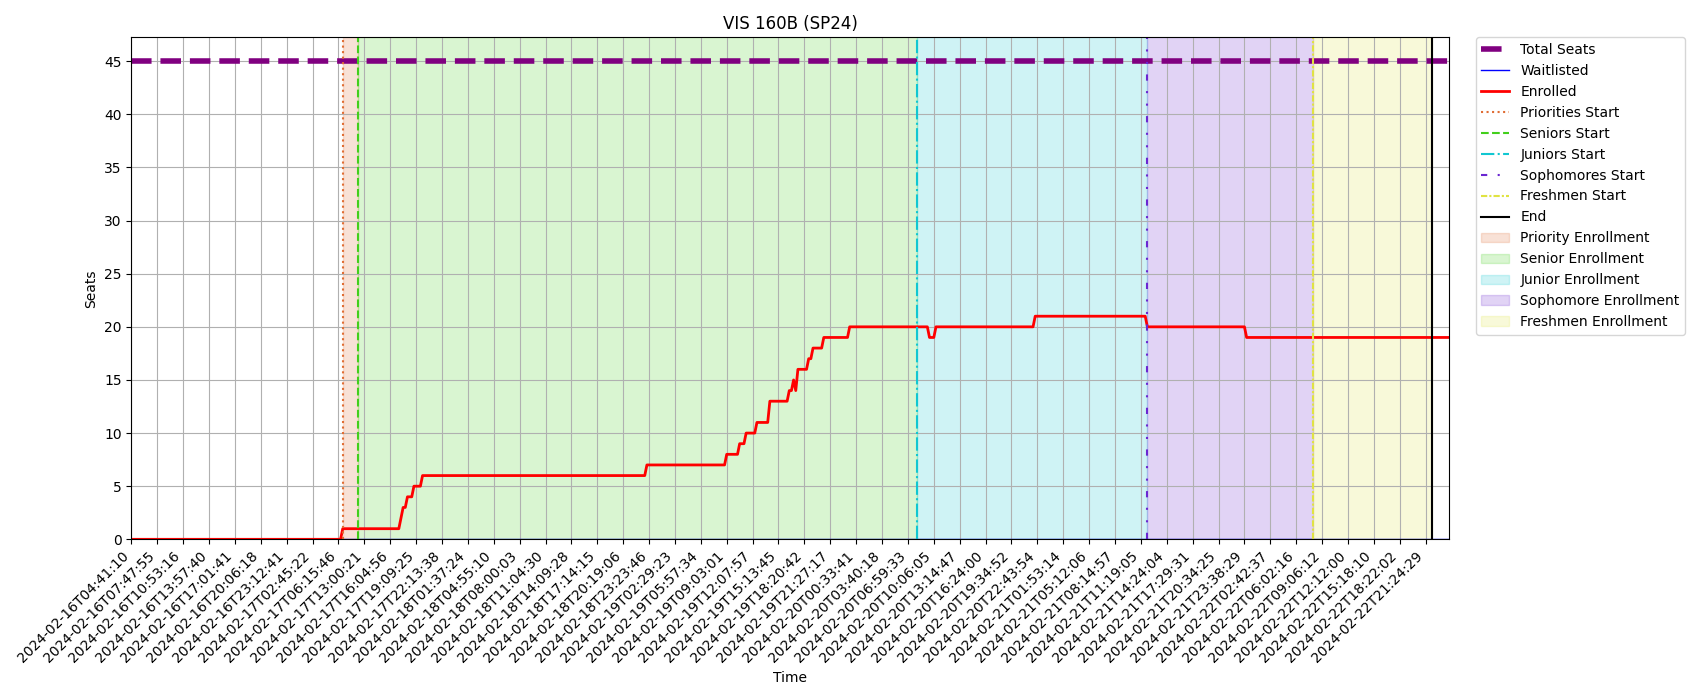 VIS 160B (SP24)
Seats
45
40
35
30
25
20
15
10
5
0
2024-02-16T04:41:10
2024-02-16T07:47:55
2024-02-16T10:53:16
2024-02-16T13:57:40
2024-02-16T17:01:41
2024-02-16T20:06:18
2024-02-16T23:12:41
2024-02-17T02:45:22
2024-02-17T06:15:46
2024-02-17T13:00:21
2024-02-17T16:04:56
2024-02-17T19:09:25
2024-02-17T22:13:38
2024-02-18T01:37:24
2024-02-18T04:55:10
2024-02-18T08:00:03
2024-02-18T11:04:30
2024-02-18T14:09:28
2024-02-18T17:14:15
2024-02-18T20:19:06
2024-02-18T23:23:46
2024-02-19T02:29:23
2024-02-19T05:57:34
2024-02-19T09:03:01
2024-02-19T12:07:57
2024-02-19T15:13:45
2024-02-19T18:20:42
2024-02-19T21:27:17
2024-02-20T00:33:41
2024-02-20T03:40:18
2024-02-20T06:59:33
2024-02-20T10:06:05
2024-02-20T13:14:47
2024-02-20T16:24:00
2024-02-20T19:34:52
2024-02-20T22:43:54
2024-02-21T01:53:14
2024-02-21T05:12:06
2024-02-21T08:14:57
2024-02-21T11:19:05
2024-02-21T14:24:04
2024-02-21T17:29:31
2024-02-21T20:34:25
2024-02-21T23:38:29
2024-02-22T02:42:37
2024-02-22T06:02:16
2024-02-22T09:06:12
2024-02-22T12:12:00
2024-02-22T15:18:10
2024-02-22T18:22:02
2024-02-22T21:24:29
Time
Total Seats
Waitlisted
Enrolled
Priorities Start
Seniors Start
Juniors Start
Sophomores Start
Freshmen Start
End
Priority Enrollment
Senior Enrollment
Junior Enrollment
Sophomore Enrollment
Freshmen Enrollment